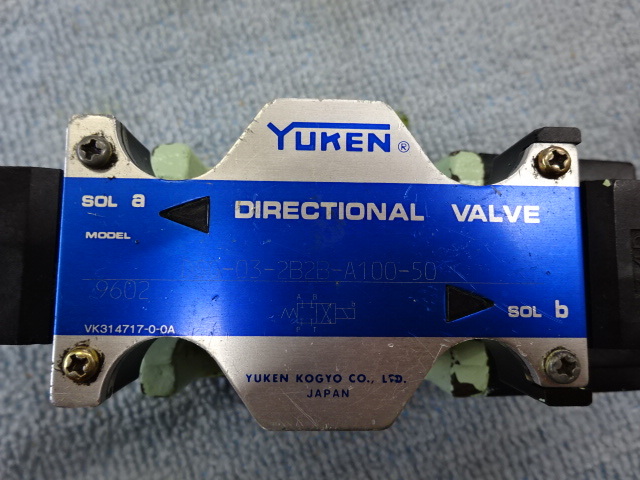 YUKEN ®
SOL a
DIRECTIONAL VALVE
MODEL
-03-2B2B-A100-50
9602
SOL b
VK314717-0-0A
YUKEN KOGYO CO., LTD.
JAPAN